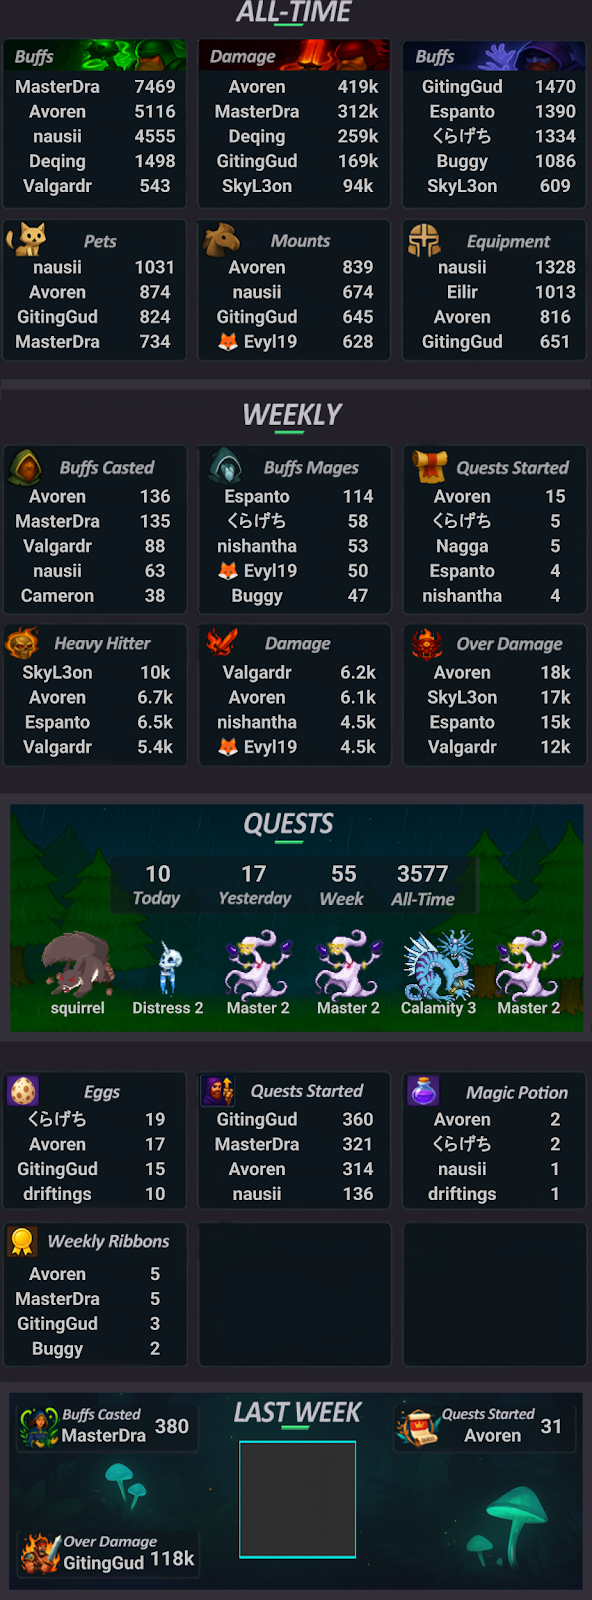 ALL-TIME
Buffs
MasterDra 7469
Avoren 5116
nausii 4555
Deqing 1498
Valgardr 543
Damage
Avoren 419k
MasterDra 312k
Deqing 259k
GitingGud 169k
SkyL3on 94k
Buffs
GitingGud 1470
Espanto 1390
くらげち 1334
Buggy 1086
SkyL3on 609
Pets
nausii 1031
Avoren 874
GitingGud 824
MasterDra 734
Mounts
Avoren 839
nausii 674
GitingGud 645
🦊 Evyl19 628
Equipment
nausii 1328
Eilir 1013
Avoren 816
GitingGud 651
WEEKLY
Buffs Casted
Avoren 136
MasterDra 135
Valgardr 88
nausii 63
Cameron 38
Buffs Mages
Espanto 114
くらげち 58
nishantha 53
🦊 Evyl19 50
Buggy 47
Quests Started
Avoren 15
くらげち 5
Nagga 5
Espanto 4
nishantha 4
Heavy Hitter
SkyL3on 10k
Avoren 6.7k
Espanto 6.5k
Valgardr 5.4k
Damage
Valgardr 6.2k
Avoren 6.1k
nishantha 4.5k
🦊 Evyl19 4.5k
Over Damage
Avoren 18k
SkyL3on 17k
Espanto 15k
Valgardr 12k
QUESTS
10 17 55 3577
Today Yesterday Week All-Time
squirrel Distress 2 Master 2 Master 2 Calamity 3 Master 2
Eggs
くらげち 19
Avoren 17
GitingGud 15
driftings 10
Quests Started
GitingGud 360
MasterDra 321
Avoren 314
nausii 136
Magic Potion
Avoren 2
くらげち 2
nausii 1
driftings 1
Weekly Ribbons
Avoren 5
MasterDra 5
GitingGud 3
Buggy 2
LAST WEEK
Buffs Casted
MasterDra 380
Quests Started
Avoren 31
Over Damage
GitingGud 118k